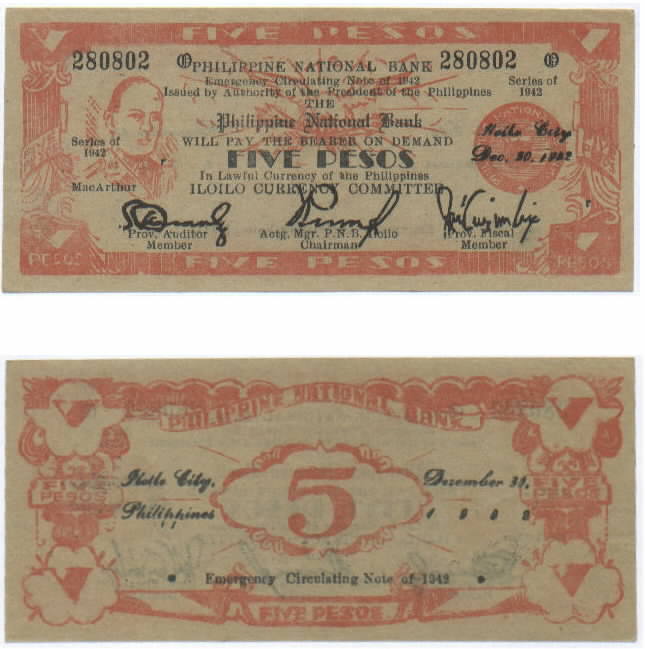 FIVE PESOS
280802 PHILIPPINE NATIONAL BANK 280802
Emergency Circulating Note of 1942
Series of
1942
Issued by Authority of the President of the Philippines
THE
Philippine National Bank
Series of
1942
WILL PAY THE BEARER ON DEMAND
FIVE PESOS
Iloilo City
Dec. 30, 1942
In Lawful Currency of the Philippines
MacArthur
ILOILO CURRENCY COMMITTEE
Prov. Auditor
Member
Actg. Mgr. P.N.B. Iloilo
Chairman
Prov. Fiscal
Member
PESOS
FIVE PESOS
PESOS
PHILIPPINE NATIONAL BANK
V
V
FIVE
PESOS
Iloilo City,
Philippines
5
December 31,
FIVE
PESOS
Emergency Circulating Note of 1942
V
V
FIVE PESOS